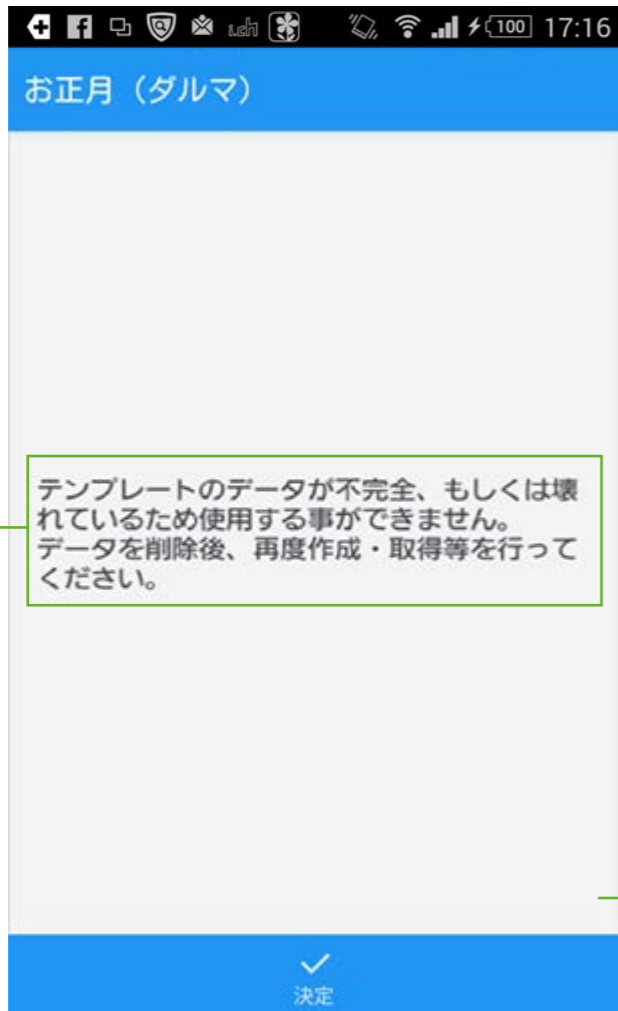 100 17:16
お正月（ダルマ）
テンプレートのデータが不完全、もしくは壊
れているため使用する事ができません。
データを削除後、再度作成・取得等を行って
ください。
決定